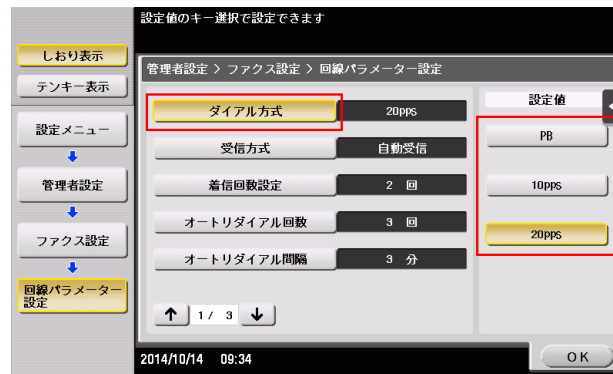 設定値のキー選択で設定できます
しおり表示
テンキー表示
設定メニュー
管理者設定
ファクス設定
回線パラメーター
設定
管理者設定 > ファクス設定 > 回線パラメーター設定
ダイアル方式 20pps
受信方式 自動受信
着信回数設定 2 回
オートリダイアル回数 3 回
オートリダイアル間隔 3 分
↑ 1/ 3 ↓
設定値
PB
10pps
20pps
2014/10/14 09:34
OK